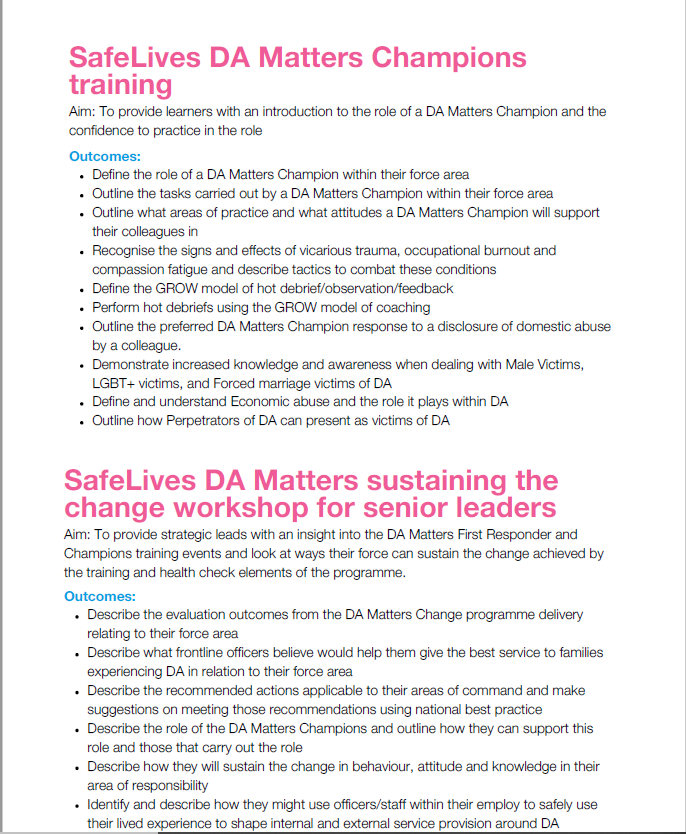 SafeLives DA Matters Champions
training
Aim: To provide learners with an introduction to the role of a DA Matters Champion and the
confidence to practice in the role
Outcomes:
• Define the role of a DA Matters Champion within their force area
• Outline the tasks carried out by a DA Matters Champion within their force area
• Outline what areas of practice and what attitudes a DA Matters Champion will support
their colleagues in
• Recognise the signs and effects of vicarious trauma, occupational burnout and
compassion fatigue and describe tactics to combat these conditions
• Define the GROW model of hot debrief/observation/feedback
• Perform hot debriefs using the GROW model of coaching
• Outline the preferred DA Matters Champion response to a disclosure of domestic abuse
by a colleague.
• Demonstrate increased knowledge and awareness when dealing with Male Victims,
LGBT+ victims, and Forced marriage victims of DA
• Define and understand Economic abuse and the role it plays within DA
• Outline how Perpetrators of DA can present as victims of DA
SafeLives DA Matters sustaining the
change workshop for senior leaders
Aim: To provide strategic leads with an insight into the DA Matters First Responder and
Champions training events and look at ways their force can sustain the change achieved by
the training and health check elements of the programme.
Outcomes:
• Describe the evaluation outcomes from the DA Matters Change programme delivery
relating to their force area
• Describe what frontline officers believe would help them give the best service to families
experiencing DA in relation to their force area
• Describe the recommended actions applicable to their areas of command and make
suggestions on meeting those recommendations using national best practice
• Describe the role of the DA Matters Champions and outline how they can support this
role and those that carry out the role
• Describe how they will sustain the change in behaviour, attitude and knowledge in their
area of responsibility
• Identify and describe how they might use officers/staff within their employ to safely use
their lived experience to shape internal and external service provision around DA